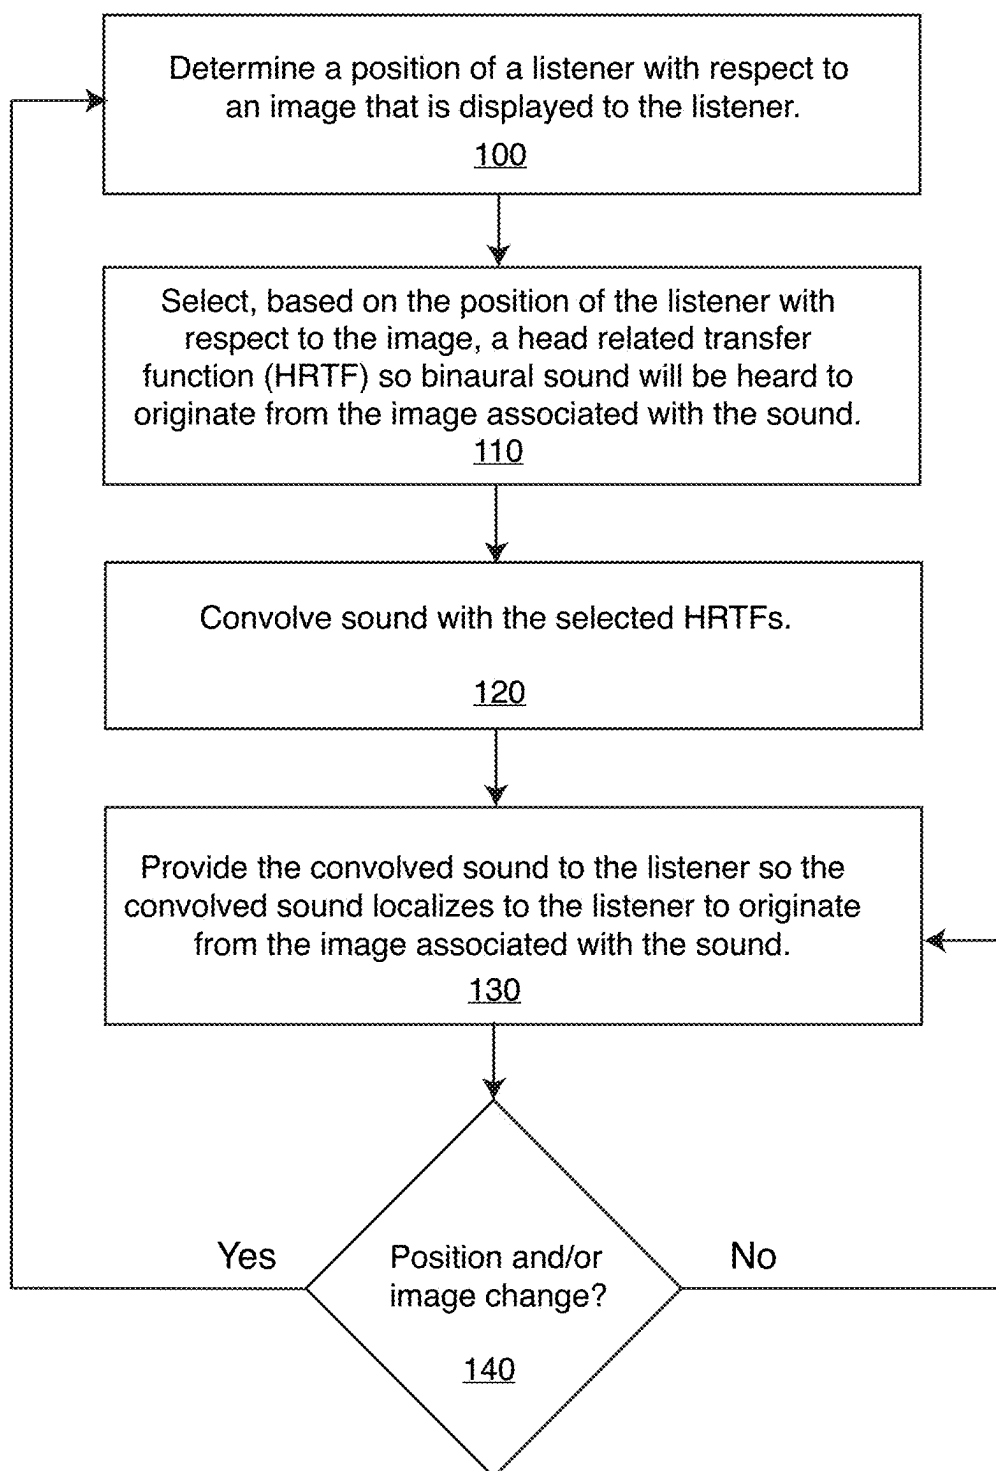 Determine a position of a listener with respect to
an image that is displayed to the listener.
100
Select, based on the position of the listener with
respect to the image, a head related transfer
function (HRTF) so binaural sound will be heard to
originate from the image associated with the sound.
110
Convolve sound with the selected HRTFs.
120
Provide the convolved sound to the listener so the
convolved sound localizes to the listener to originate
from the image associated with the sound.
130
Yes
Position and/or
image change?
140
No